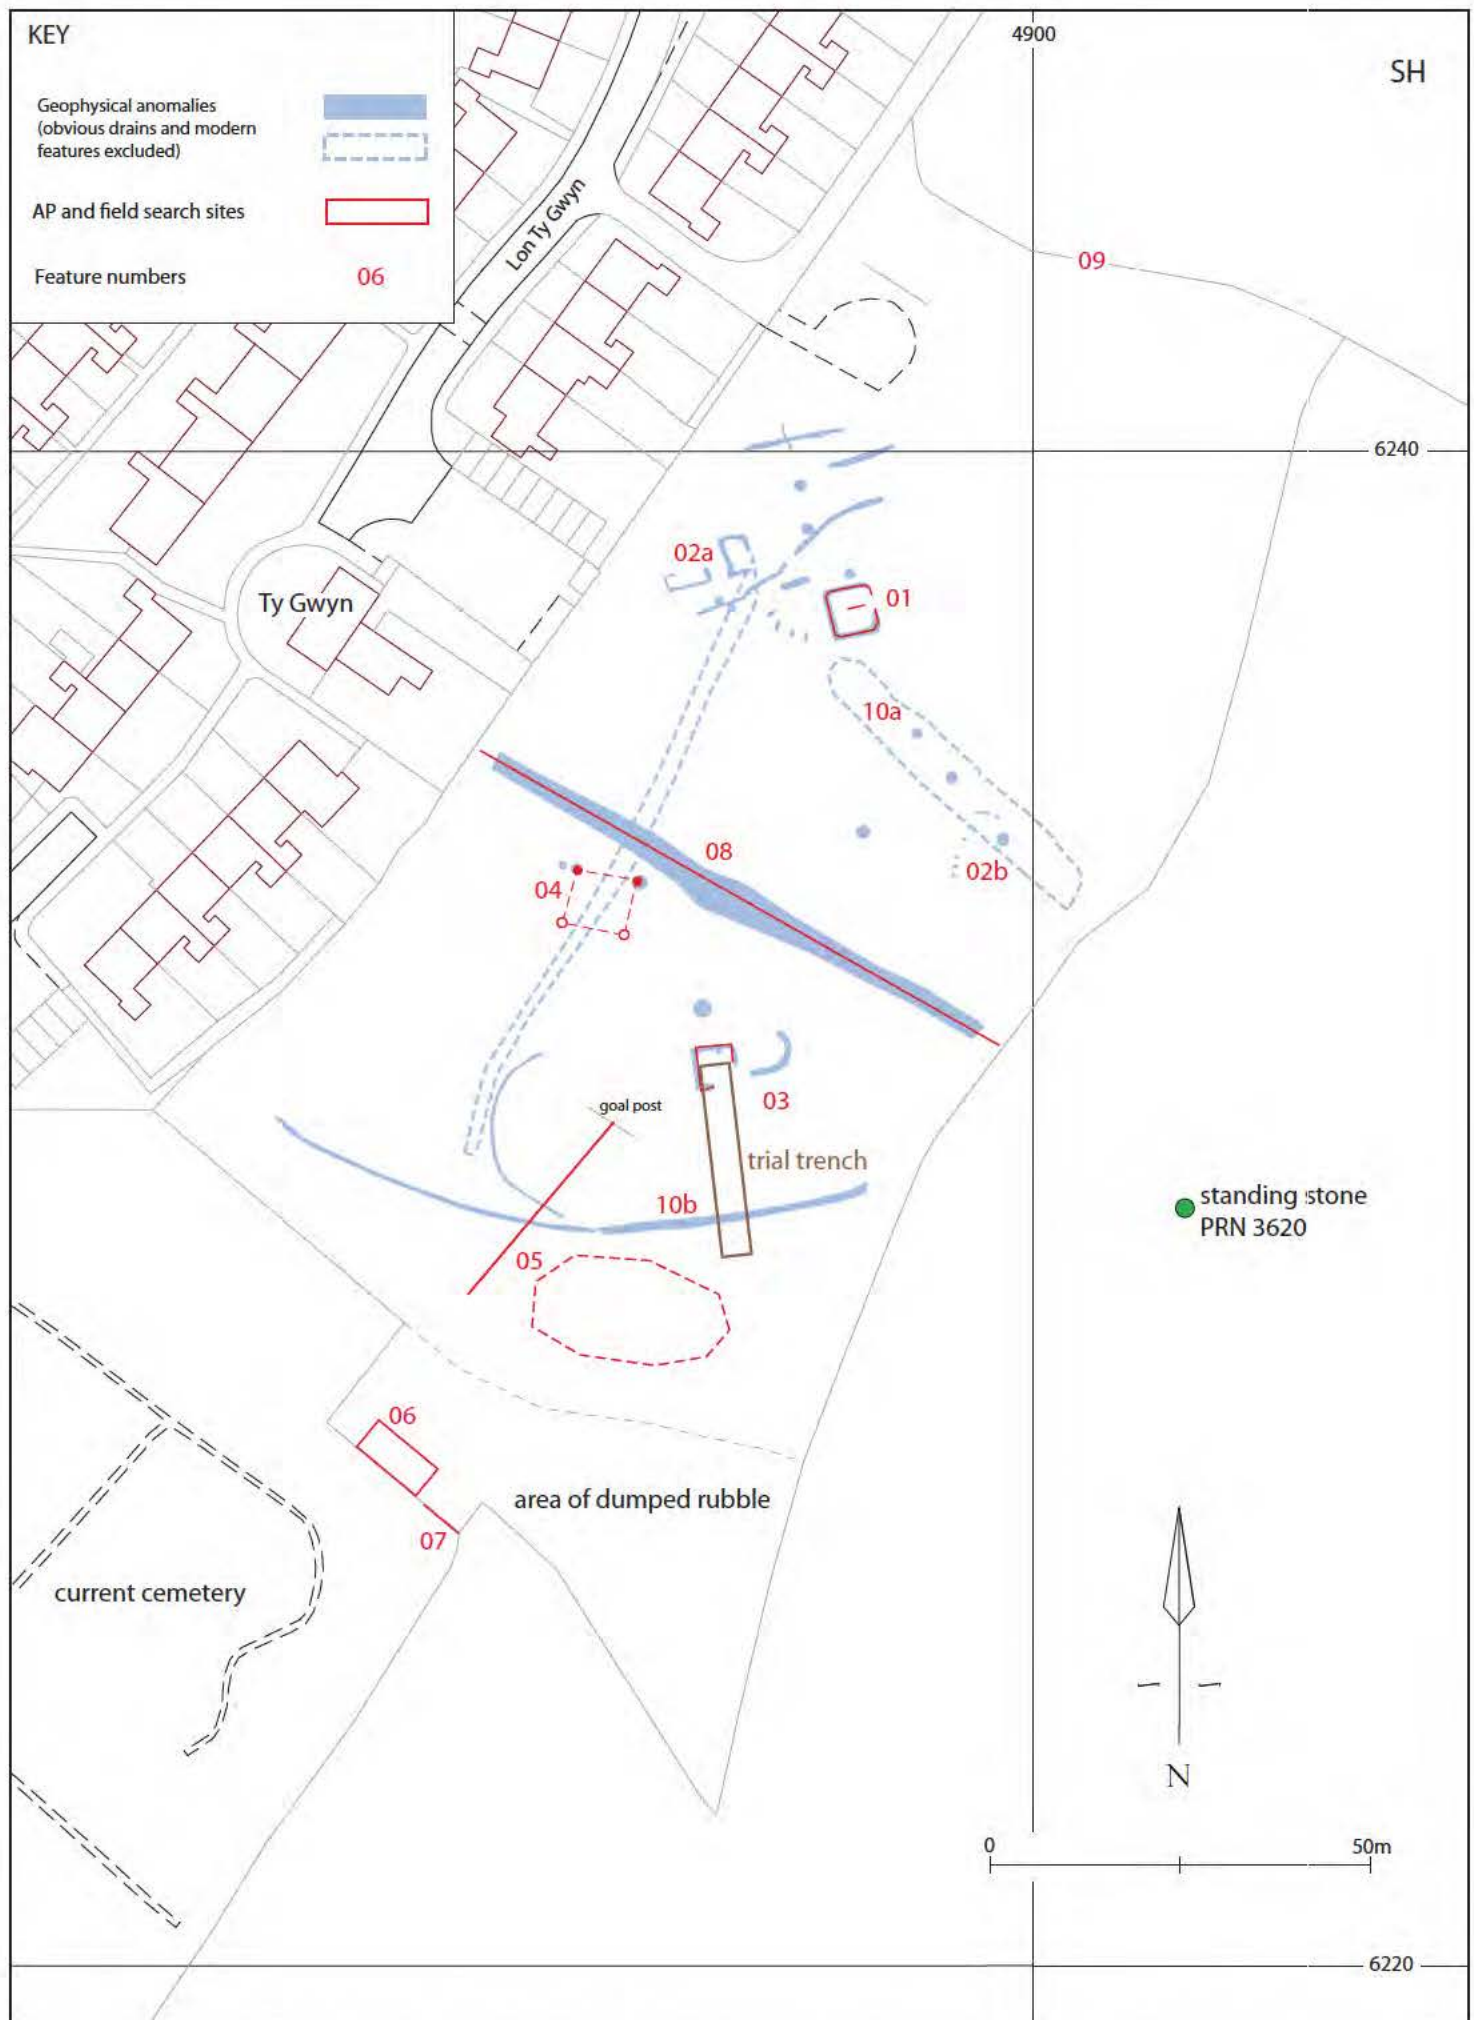 KEY
Geophysical anomalies
(obvious drains and modern
features excluded)
AP and field search sites
Feature numbers
06
4900
SH
Lon Ty Gwyn
09
6240
02a
01
Ty Gwyn
10a
08
04
02b
goal post
03
trial trench
10b
standing stone
PRN 3620
05
06
area of dumped rubble
07
current cemetery
N
0
50m
6220